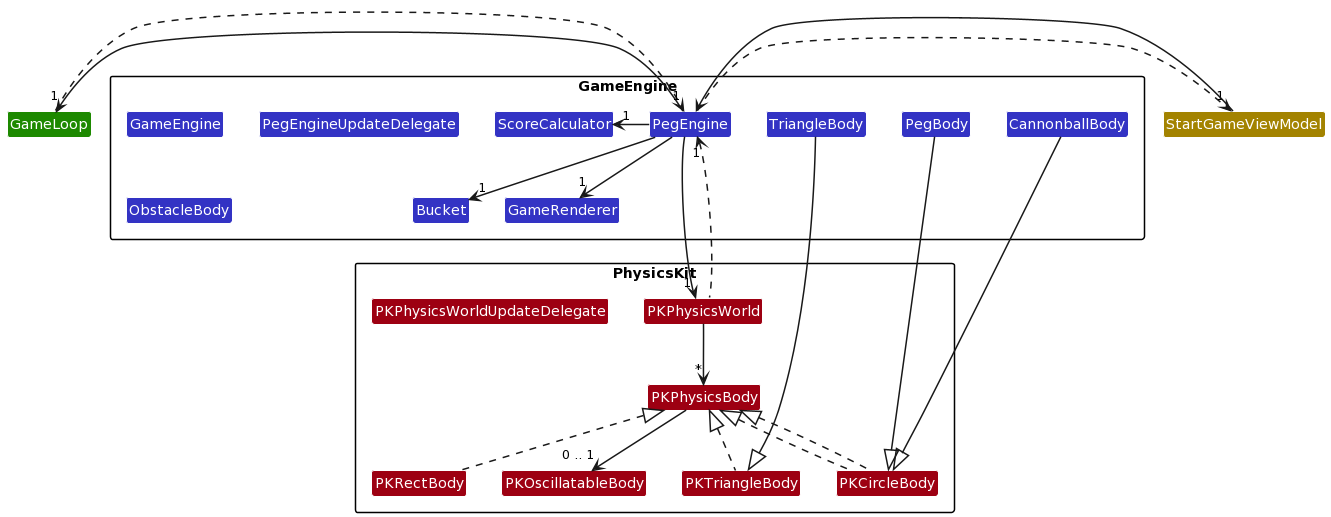 1
1
GameEngine
1
GameLoop
GameEngine
PegEngineUpdateDelegate
ScoreCalculator
1
PegEngine
TriangleBody
PegBody
CannonballBody
StartGameViewModel
1
1
1
ObstacleBody
Bucket
GameRenderer
PhysicsKit
1
PKPhysicsWorldUpdateDelegate
PKPhysicsWorld
*
PKPhysicsBody
0 .. 1
PKRectBody
PKOscillatableBody
PKTriangleBody
PKCircleBody